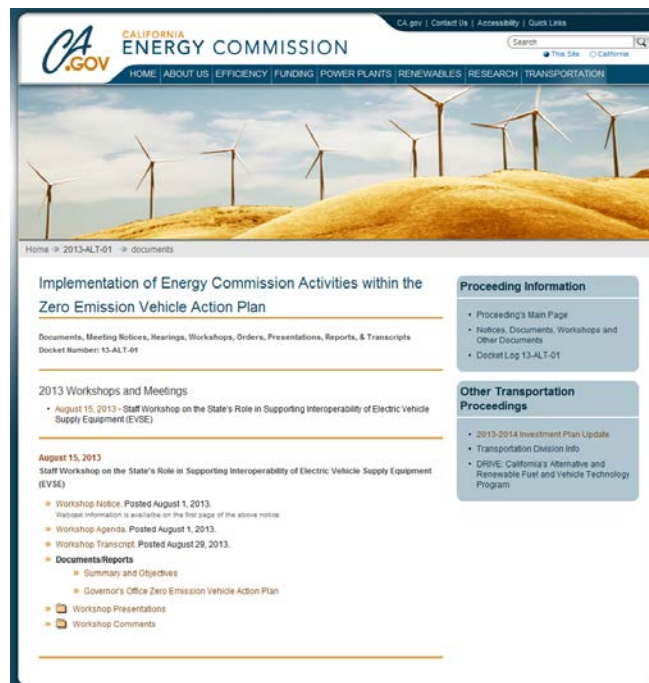 CA.gov | Contact Us | Accessibility | Quick Links
CA.GOV
CALIFORNIA
ENERGY COMMISSION
Search
This Site California
HOME ABOUT US EFFICIENCY FUNDING POWER PLANTS RENEWABLES RESEARCH TRANSPORTATION
Home » 2013-ALT-01 » documents
Implementation of Energy Commission Activities within the
Zero Emission Vehicle Action Plan
Documents, Meeting Notices, Hearings, Workshops, Orders, Presentations, Reports, & Transcripts
Docket Number: 13-ALT-01
2013 Workshops and Meetings
• August 15, 2013 - Staff Workshop on the State's Role in Supporting Interoperability of Electric Vehicle
Supply Equipment (EVSE)
August 15, 2013
Staff Workshop on the State's Role in Supporting Interoperability of Electric Vehicle Supply Equipment
(EVSE)
» Workshop Notice. Posted August 1, 2013.
Webcast information is availalbe on the first page of the above notice.
» Workshop Agenda. Posted August 1, 2013.
» Workshop Transcript. Posted August 29, 2013.
» Documents/Reports
» Summary and Objectives
» Governor's Office Zero Emission Vehicle Action Plan
» Workshop Presentations
» Workshop Comments
Proceeding Information
• Proceeding's Main Page
• Notices, Documents, Workshops and
Other Documents
• Docket Log 13-ALT-01
Other Transportation
Proceedings
• 2013-2014 Investment Plan Update
• Transportation Division Info
• DRIVE: California's Alternative and
Renewable Fuel and Vehicle Technology
Program